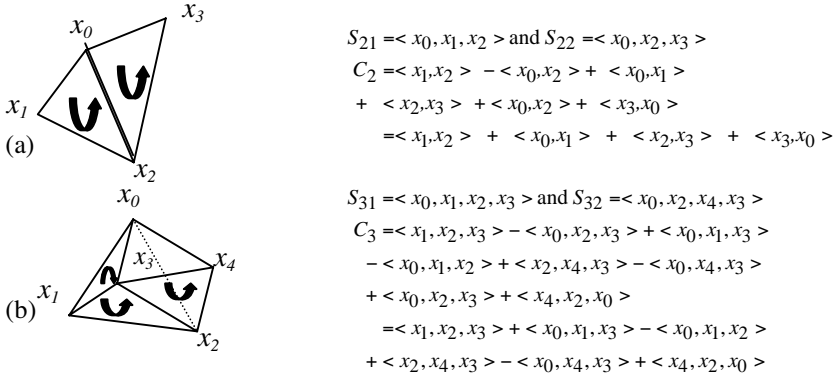 x0
x3
x1
x2
(a)
S21 =< x0, x1, x2 > and S22 =< x0, x2, x3 >
C2 =< x1,x2 > − < x0,x2 > + < x0,x1 >
+ < x2,x3 > + < x0,x2 > + < x3,x0 >
=< x1,x2 > + < x0,x1 > + < x2,x3 > + < x3,x0 >
x0
x3
x4
x1
x2
(b)
S31 =< x0, x1, x2, x3 > and S32 =< x0, x2, x4, x3 >
C3 =< x1, x2, x3 > − < x0, x2, x3 > + < x0, x1, x3 >
− < x0, x1, x2 > + < x2, x4, x3 > − < x0, x4, x3 >
+ < x0, x2, x3 > + < x4, x2, x0 >
=< x1, x2, x3 > + < x0, x1, x3 > − < x0, x1, x2 >
+ < x2, x4, x3 > − < x0, x4, x3 > + < x4, x2, x0 >